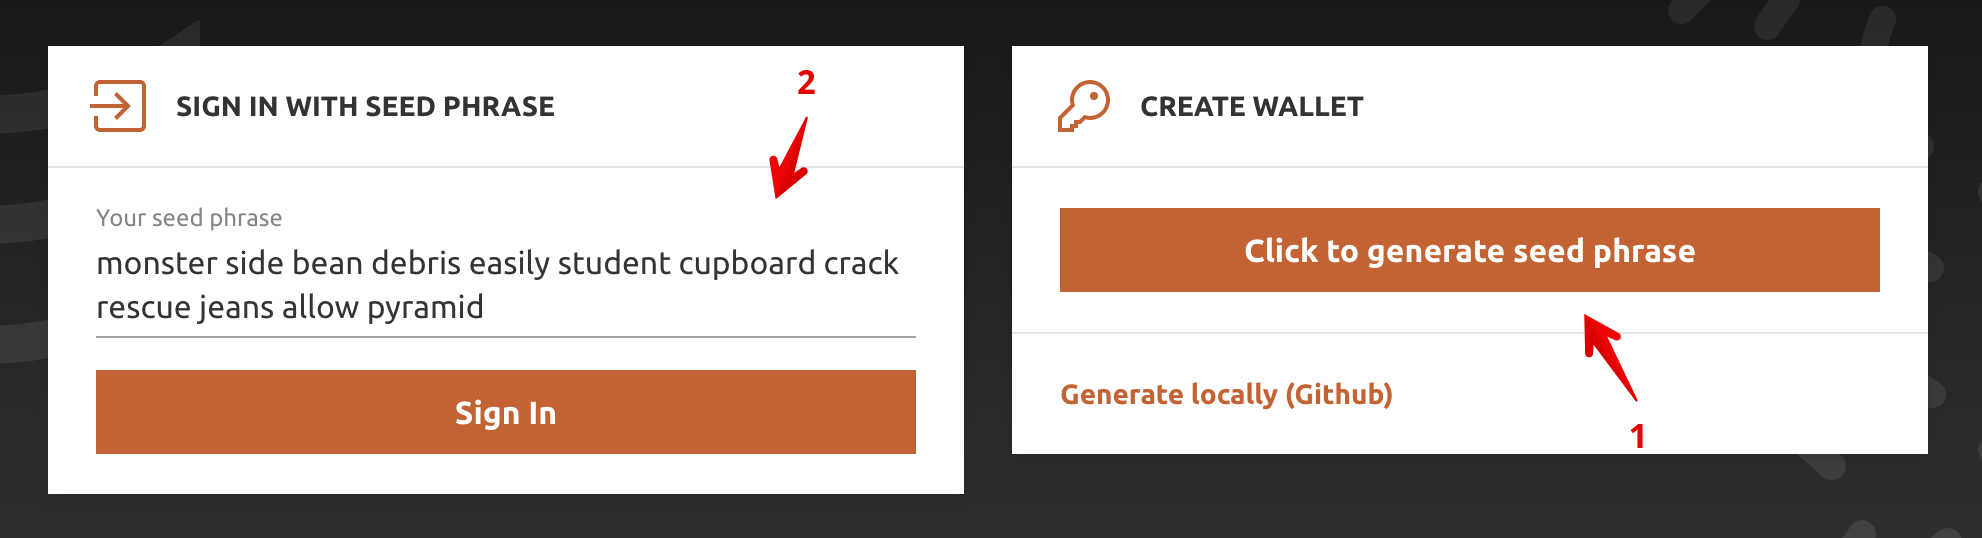 SIGN IN WITH SEED PHRASE
2
Your seed phrase
monster side bean debris easily student cupboard crack
rescue jeans allow pyramid
Sign In
CREATE WALLET
Click to generate seed phrase
Generate locally (Github)
1